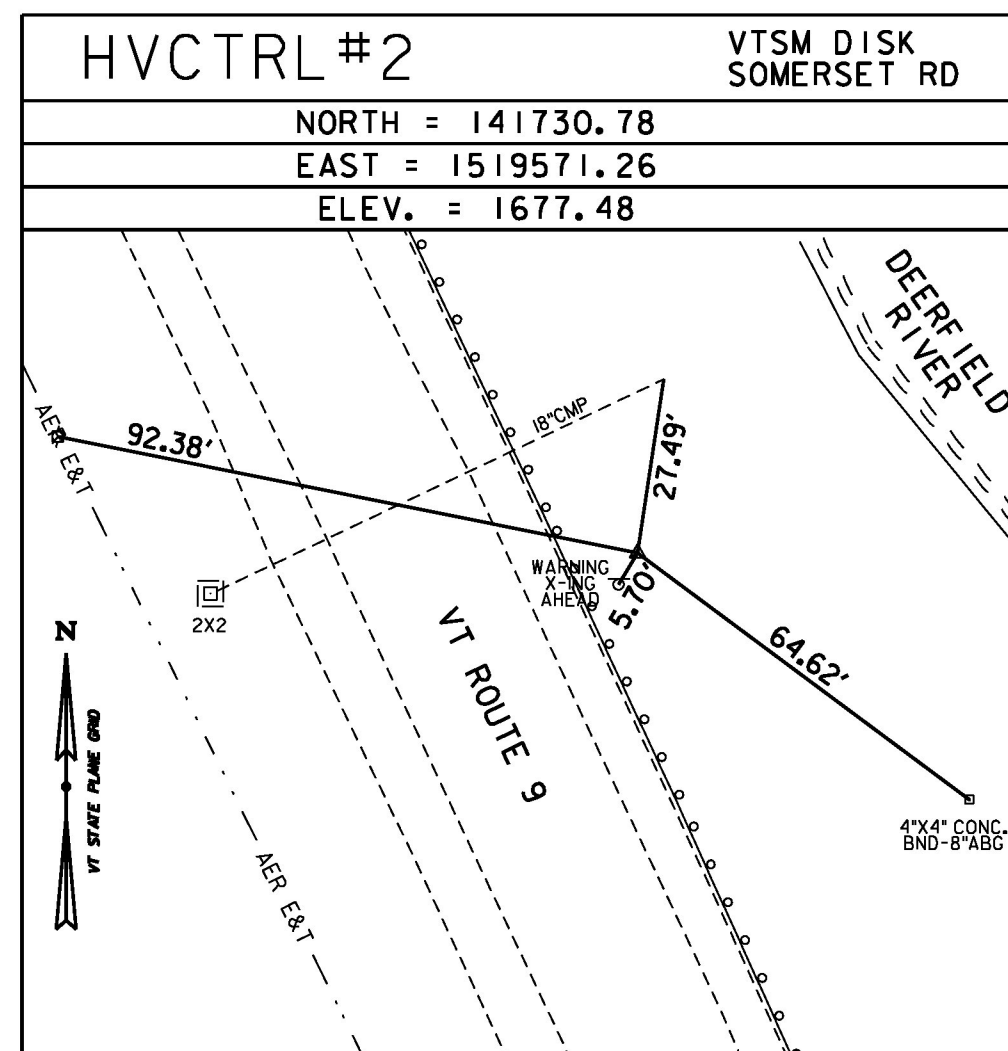 HVCTRL #2
VTSM DISK
SOMERSET RD
NORTH = 141730.78
EAST = 1519571.26
ELEV. = 1677.48
DEERFIELD
RIVER
18"CMP
AER E&T
92.38'
27.49'
WARNING
X-ING
AHEAD
5.70'
2X2
N
VT STATE PLANE GRID
VT ROUTE 9
64.62'
4"X4" CONC.
BND-8"ABG
AER E&T